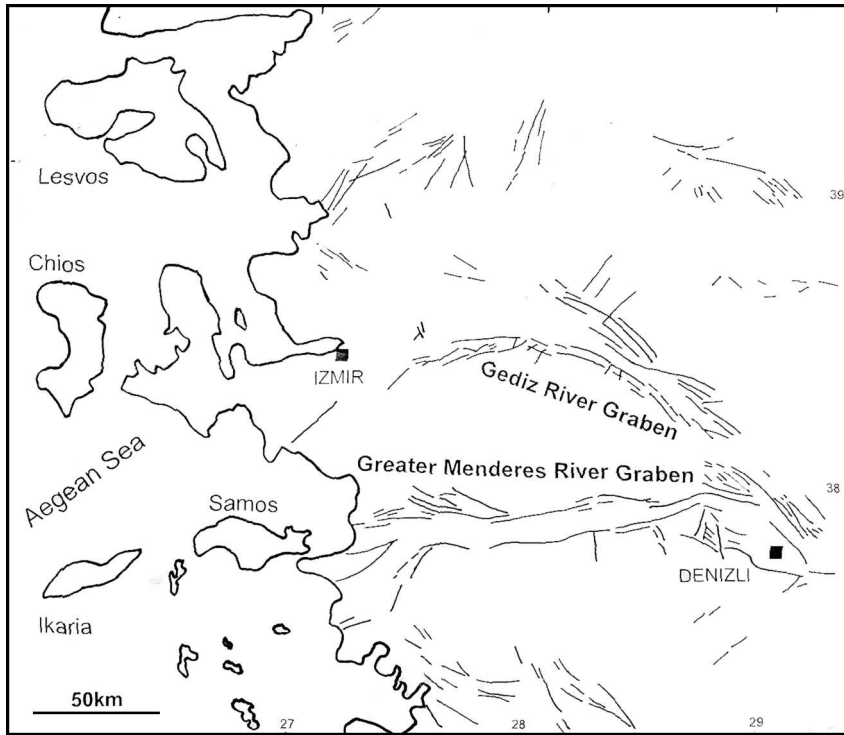 Lesvos
39
Chios
IZMIR
Gediz River Graben
Aegean Sea
Greater Menderes River Graben
38
Samos
DENIZLI
Ikaria
50km
27
28
29